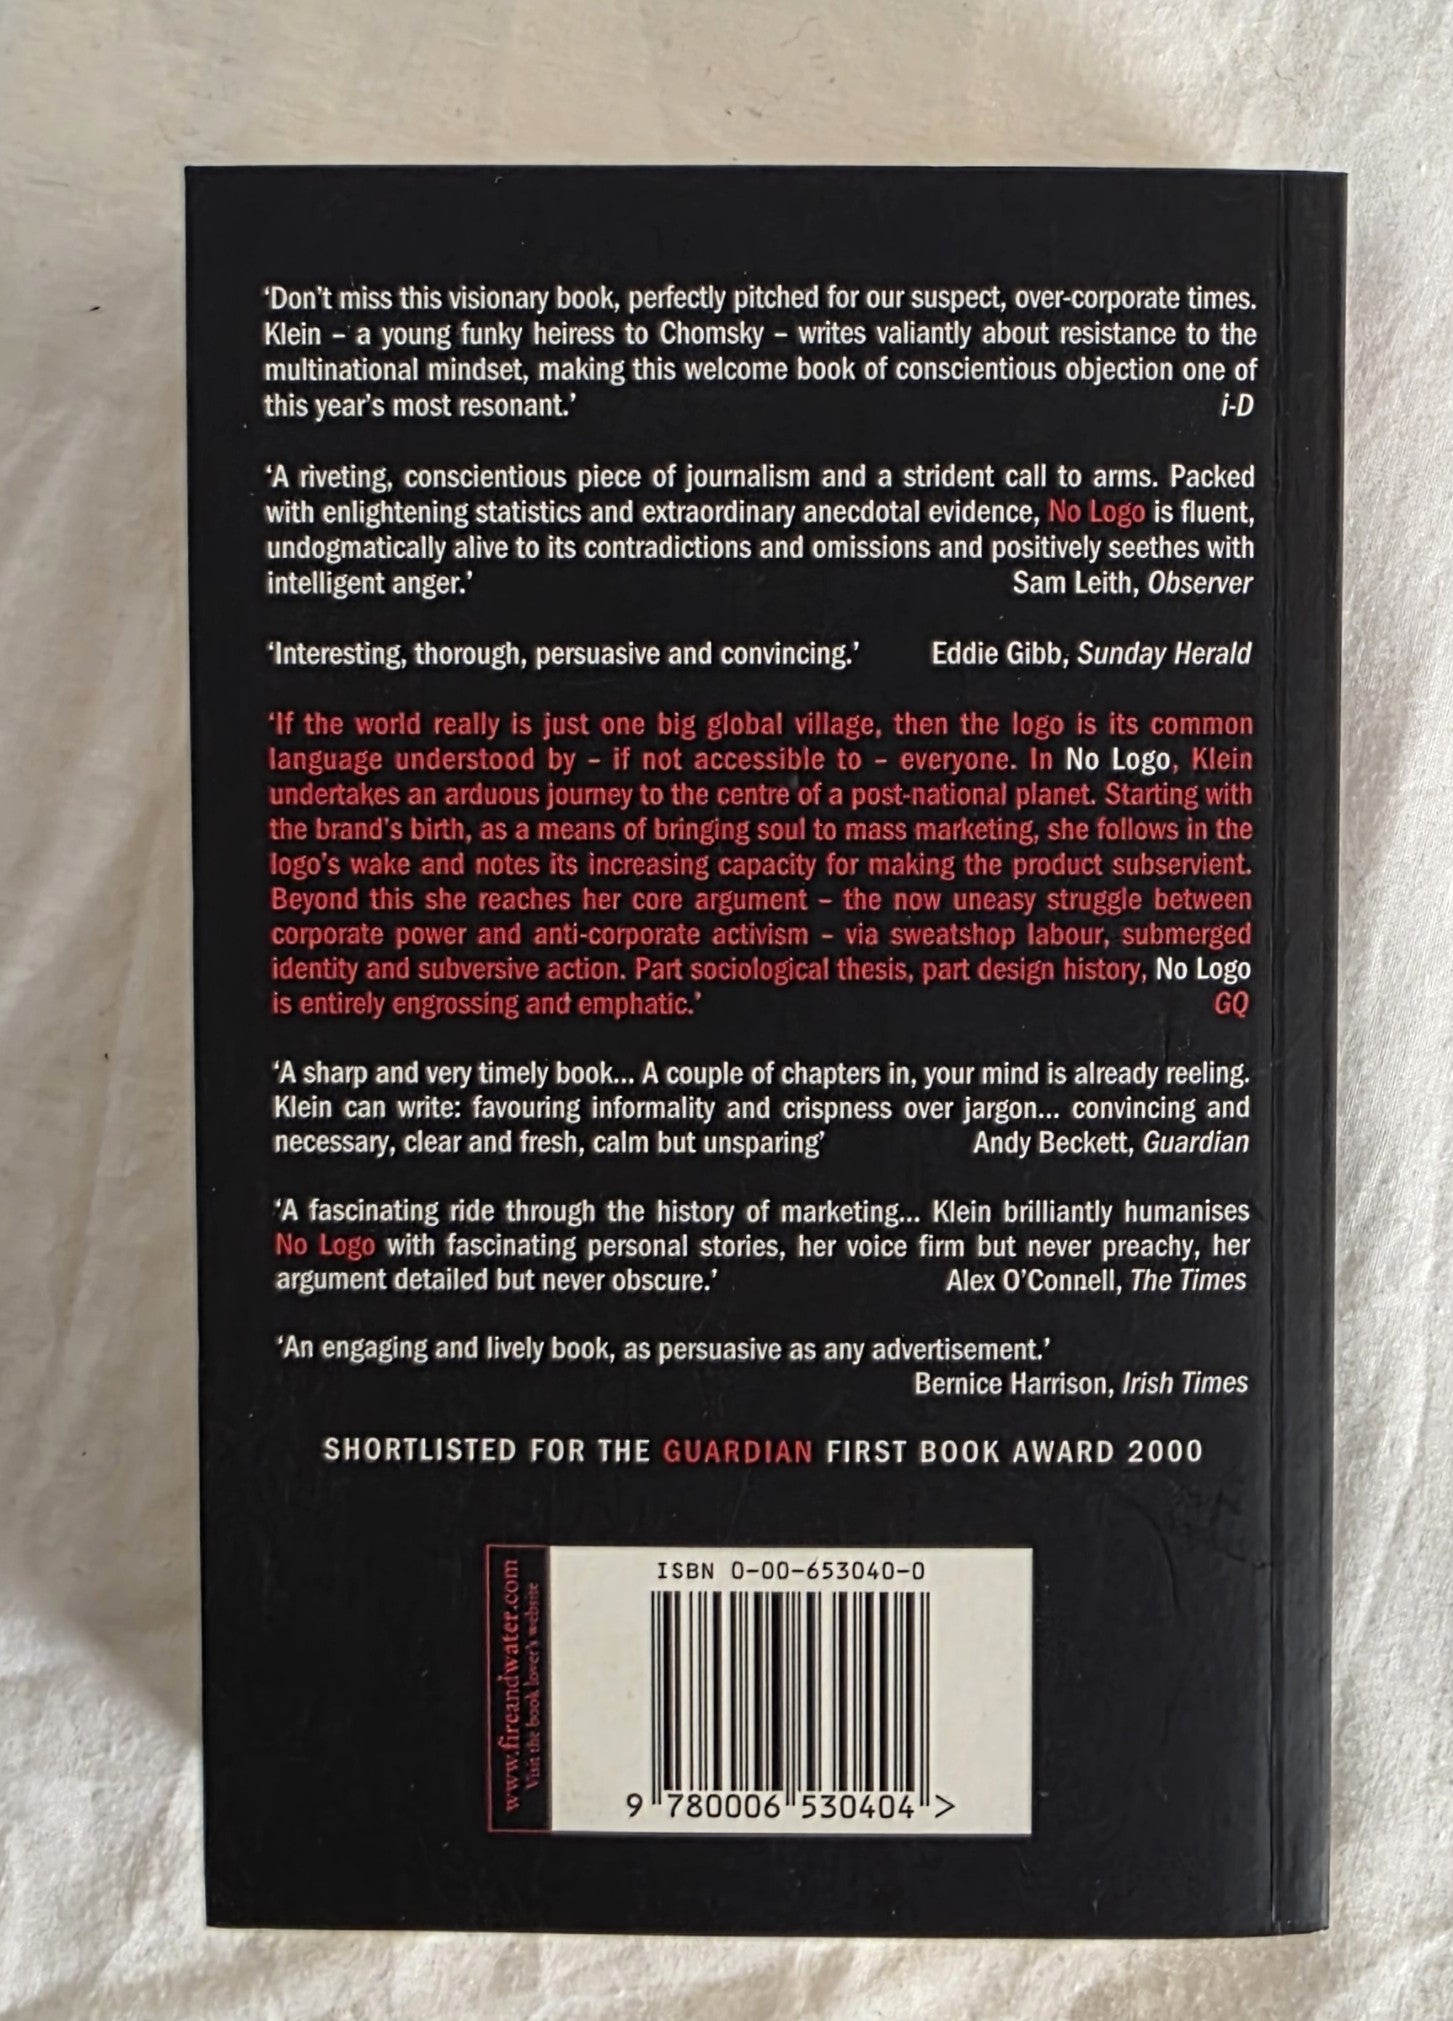 ‘Don’t miss this visionary book, perfectly pitched for our suspect, over-corporate times.
Klein – a young funky heiress to Chomsky – writes valiantly about resistance to the
multinational mindset, making this welcome book of conscientious objection one of
this year’s most resonant.’ i-D
‘A riveting, conscientious piece of journalism and a strident call to arms. Packed
with enlightening statistics and extraordinary anecdotal evidence, No Logo is fluent,
undogmatically alive to its contradictions and omissions and positively seethes with
intelligent anger.’ Sam Leith, Observer
‘Interesting, thorough, persuasive and convincing.’ Eddie Gibb, Sunday Herald
‘If the world really is just one big global village, then the logo is its common
language understood by – if not accessible to – everyone. In No Logo, Klein
undertakes an arduous journey to the centre of a post-national planet. Starting with
the brand’s birth, as a means of bringing soul to mass marketing, she follows in the
logo’s wake and notes its increasing capacity for making the product subservient.
Beyond this she reaches her core argument – the now uneasy struggle between
corporate power and anti-corporate activism – via sweatshop labour, submerged
identity and subversive action. Part sociological thesis, part design history, No Logo
is entirely engrossing and emphatic.’ GQ
‘A sharp and very timely book... A couple of chapters in, your mind is already reeling.
Klein can write: favouring informality and crispness over jargon... convincing and
necessary, clear and fresh, calm but unsparing’ Andy Beckett, Guardian
‘A fascinating ride through the history of marketing... Klein brilliantly humanises
No Logo with fascinating personal stories, her voice firm but never preachy, her
argument detailed but never obscure.’ Alex O’Connell, The Times
‘An engaging and lively book, as persuasive as any advertisement.’
Bernice Harrison, Irish Times
SHORTLISTED FOR THE GUARDIAN FIRST BOOK AWARD 2000
www.fireandwater.com
Visit the book lover’s website
ISBN 0-00-653040-0
9 780006 530404 >